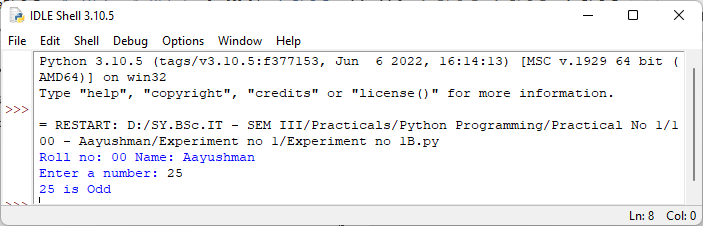 IDLE Shell 3.10.5
File Edit Shell Debug Options Window Help
Python 3.10.5 (tags/v3.10.5:f377153, Jun  6 2022, 16:14:13) [MSC v.1929 64 bit (
AMD64)] on win32
Type "help", "copyright", "credits" or "license()" for more information.
>>>
= RESTART: D:/SY.BSc.IT - SEM III/Practicals/Python Programming/Practical No 1/1
00 - Aayushman/Experiment no 1/Experiment no 1B.py
Roll no: 00 Name: Aayushman
Enter a number: 25
25 is Odd
>>>
Ln: 8 Col: 0